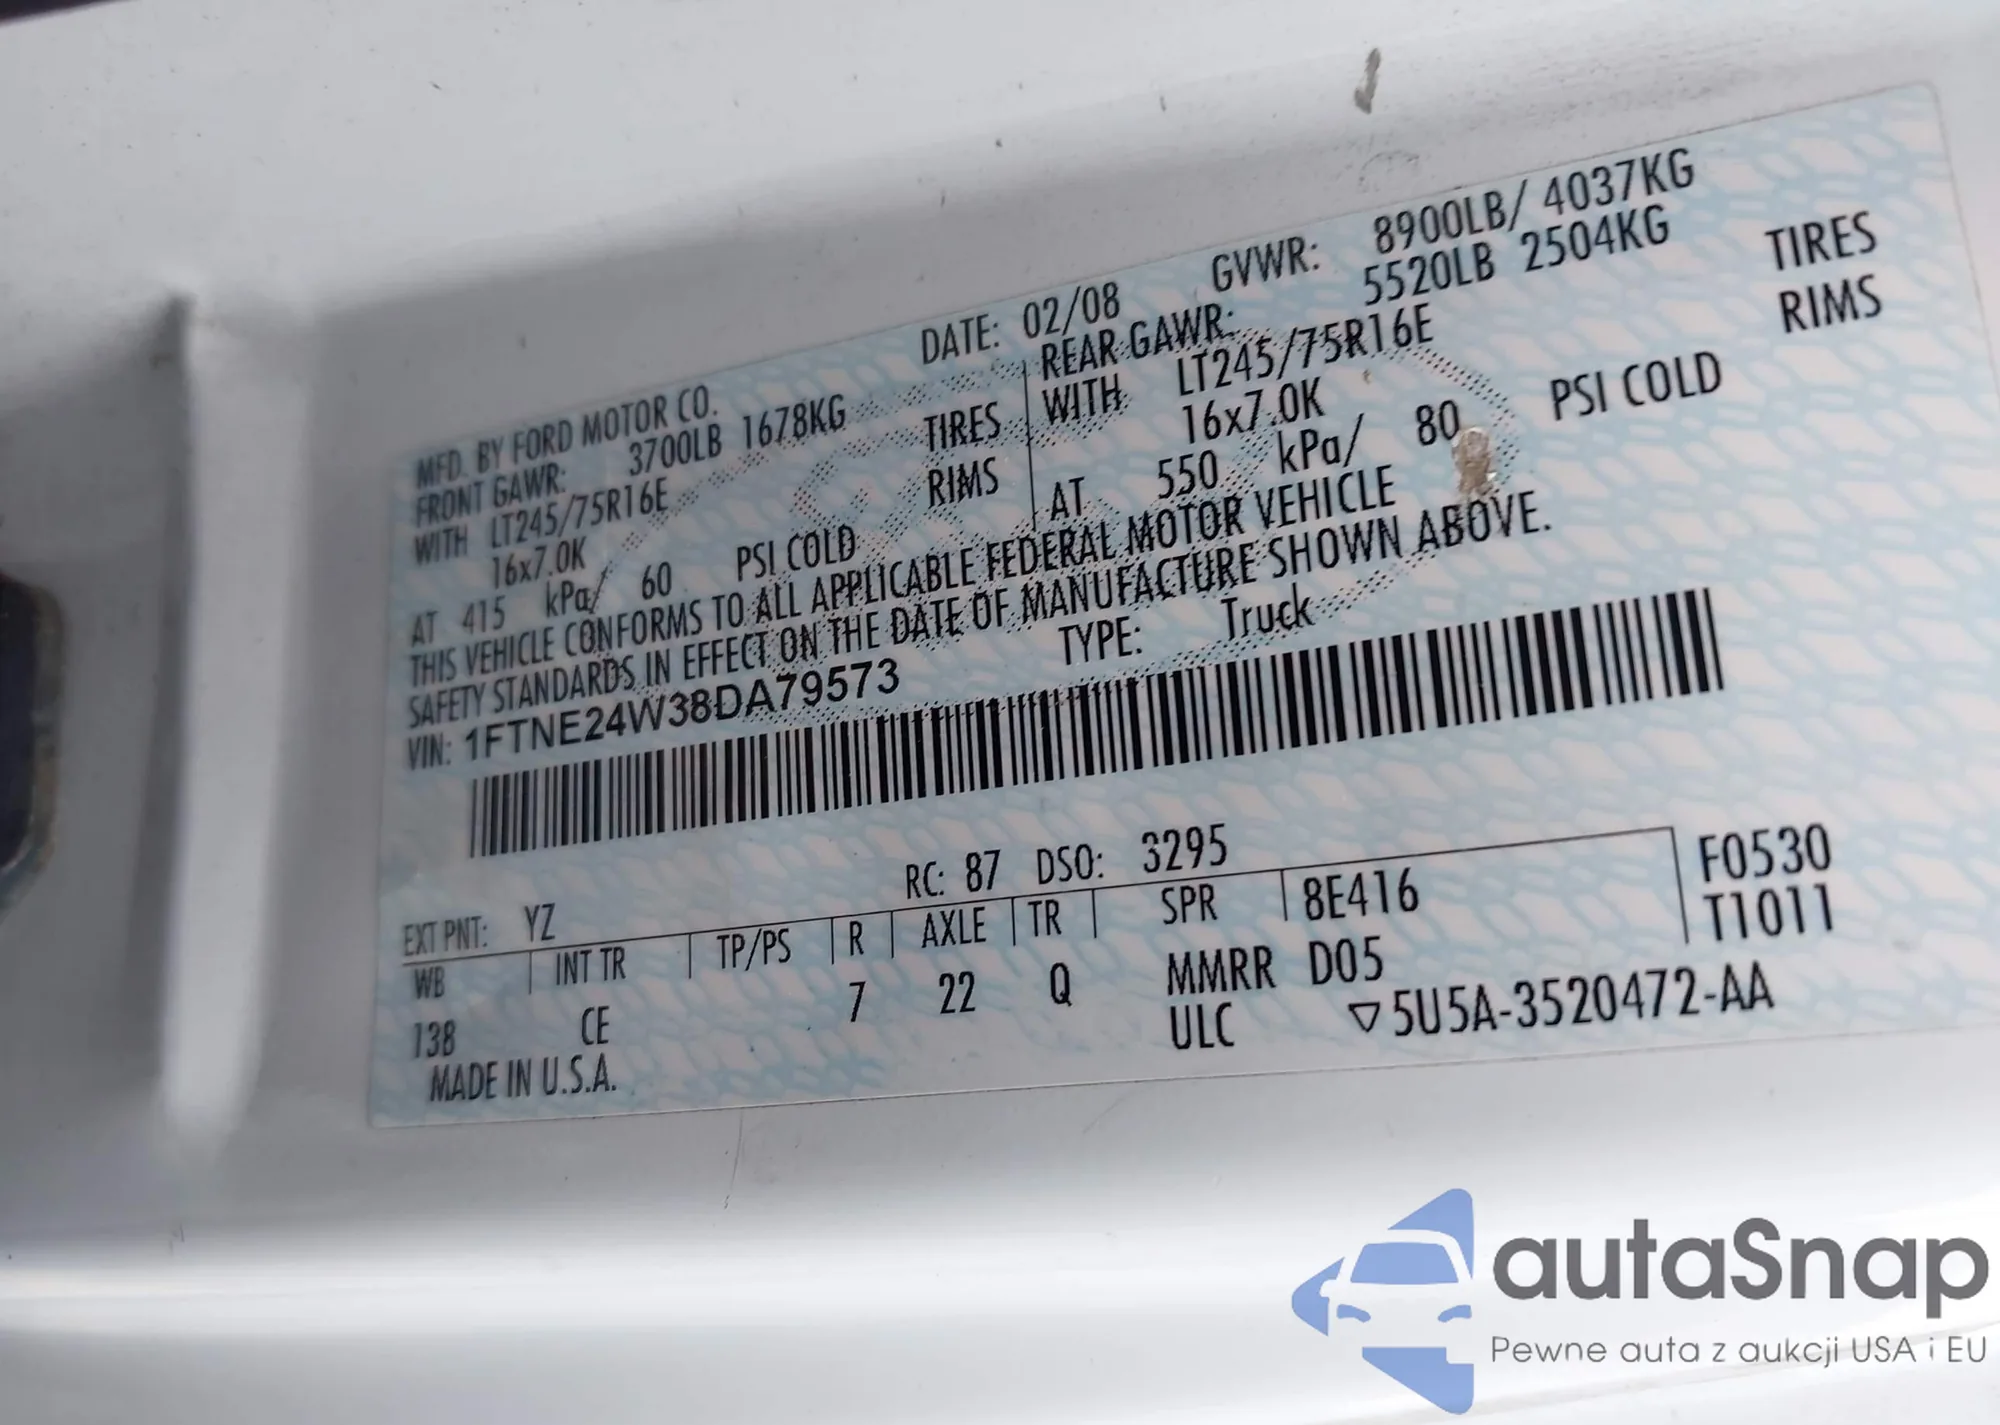 MFD. BY FORD MOTOR CO.
DATE: 02/08
GVWR: 8900LB/ 4037KG
FRONT GAWR: 3700LB 1678KG
REAR GAWR: 5520LB 2504KG
WITH LT245/75R16E TIRES
WITH LT245/75R16E TIRES
16x7.0K RIMS
16x7.0K RIMS
AT 415 kPa/ 60 PSI COLD
AT 550 kPa/ 80 PSI COLD
THIS VEHICLE CONFORMS TO ALL APPLICABLE FEDERAL MOTOR VEHICLE
SAFETY STANDARDS IN EFFECT ON THE DATE OF MANUFACTURE SHOWN ABOVE.
VIN: 1FTNE24W38DA79573
TYPE: Truck
EXT PNT: YZ RC: 87 DSO: 3295
F0530
WB INT TR TP/PS R AXLE TR SPR 8E416
T1011
138 CE 7 22 Q MMRR D05
MADE IN U.S.A. ULC ▽5U5A-3520472-AA
autaSnap
Pewne auta z aukcji USA i EU